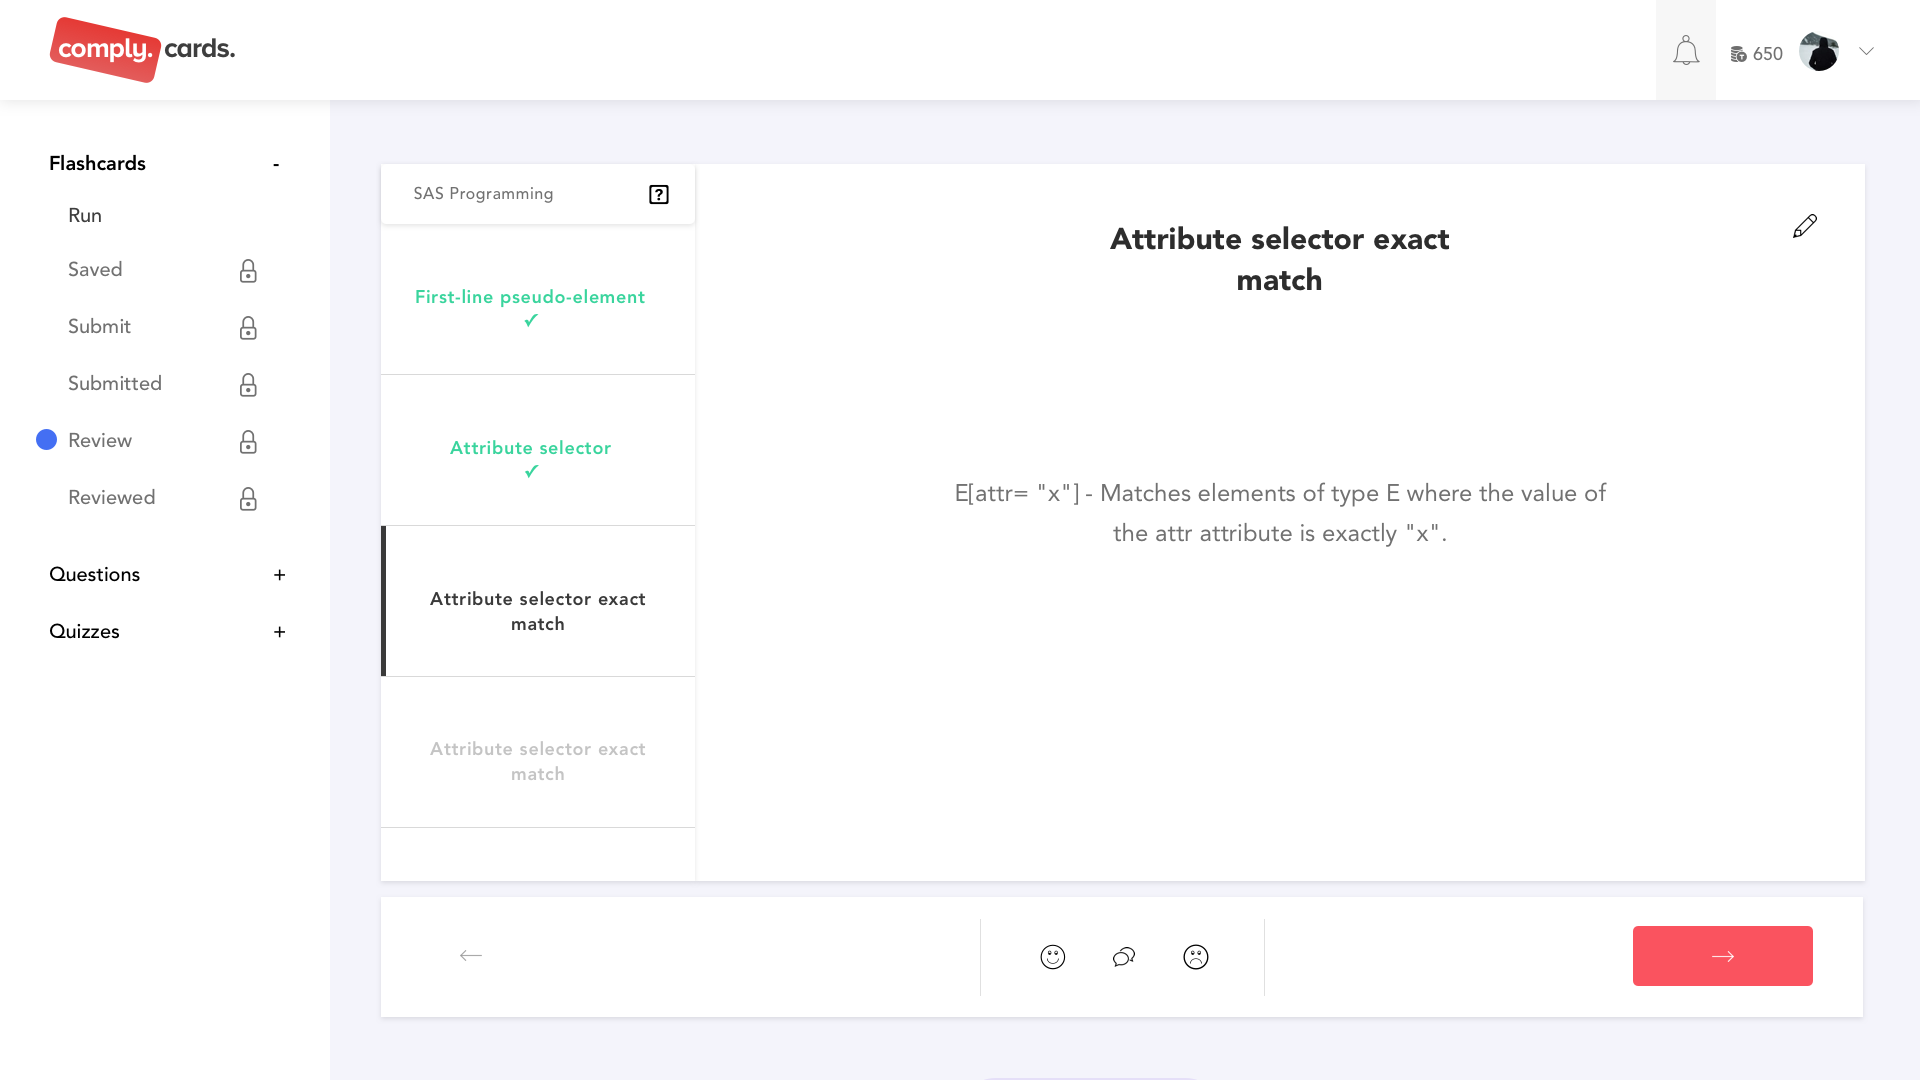 comply. cards.
650
Flashcards -
Run
Saved
Submit
Submitted
Review
Reviewed
Questions +
Quizzes +
SAS Programming ?
First-line pseudo-element
✓
Attribute selector
✓
Attribute selector exact
match
Attribute selector exact
match
Attribute selector exact
match
E[attr= "x"] - Matches elements of type E where the value of
the attr attribute is exactly "x".